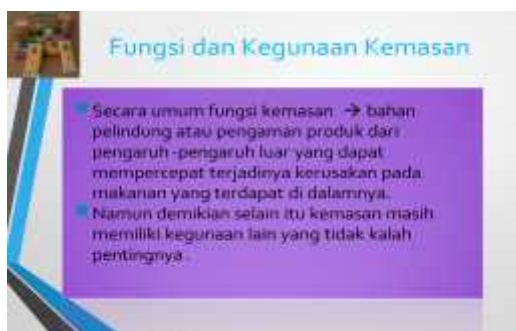 Fungsi dan Kegunaan Kemasan
Secara umum fungsi kemasan → bahan
pelindung atau pengaman produk dari
pengaruh-pengaruh luar yang dapat
mempercepat terjadinya kerusakan pada
makanan yang terdapat di dalamnya.
Namun demikian selain itu kemasan masih
memiliki kegunaan lain yang tidak kalah
pentingnya.